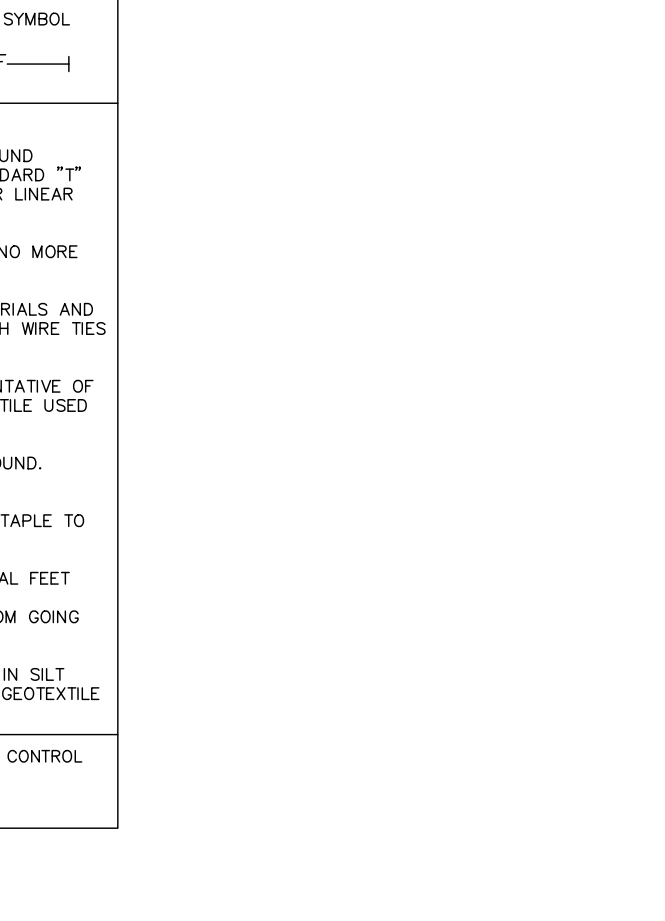 SYMBOL
F
UND
DARD "T"
R LINEAR
NO MORE
RIALS AND
H WIRE TIES
NTATIVE OF
TILE USED
OUND.
TAPLE TO
AL FEET
OM GOING
IN SILT
GEOTEXTILE
CONTROL